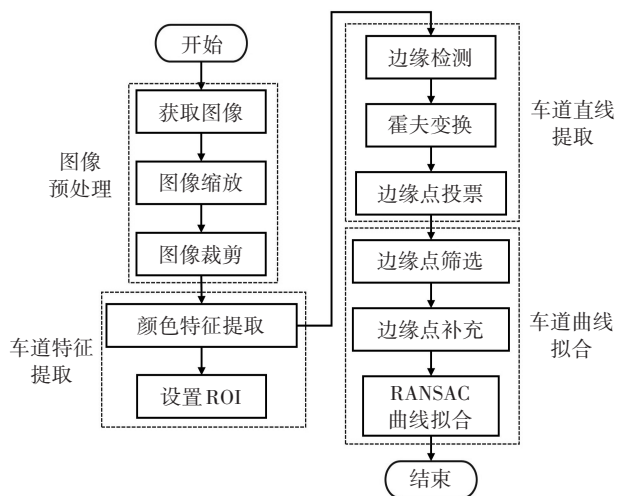 开始
获取图像
图像缩放
图像裁剪
图像
预处理
颜色特征提取
设置ROI
车道特征
提取
边缘检测
霍夫变换
边缘点投票
车道直线
提取
边缘点筛选
边缘点补充
RANSAC
曲线拟合
车道曲线
拟合
结束